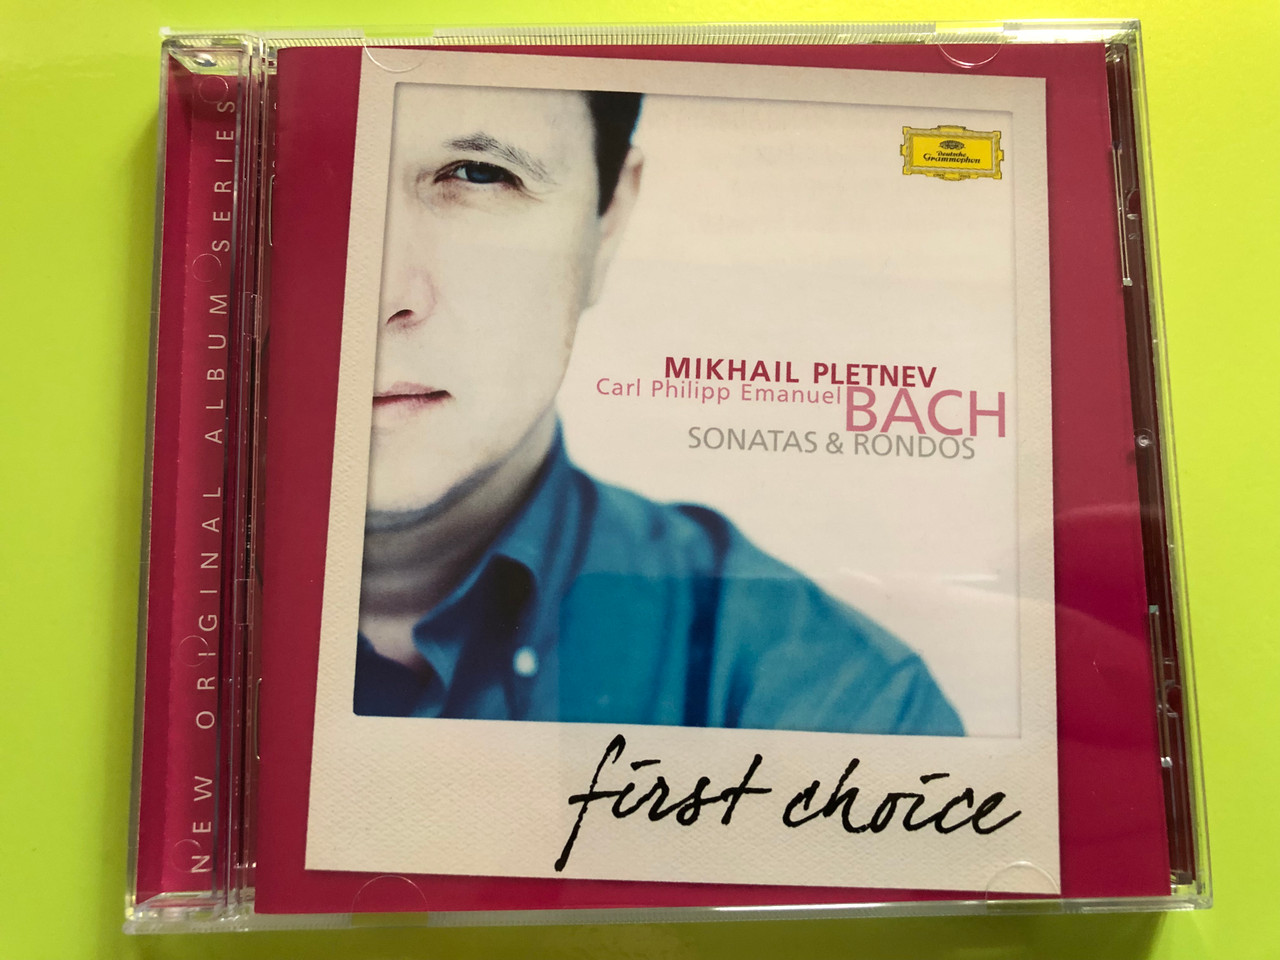 NEW ORIGINAL ALBUM SERIES
Deutsche
Grammophon
MIKHAIL PLETNEV
Carl Philipp Emanuel BACH
SONATAS & RONDOS
first choice